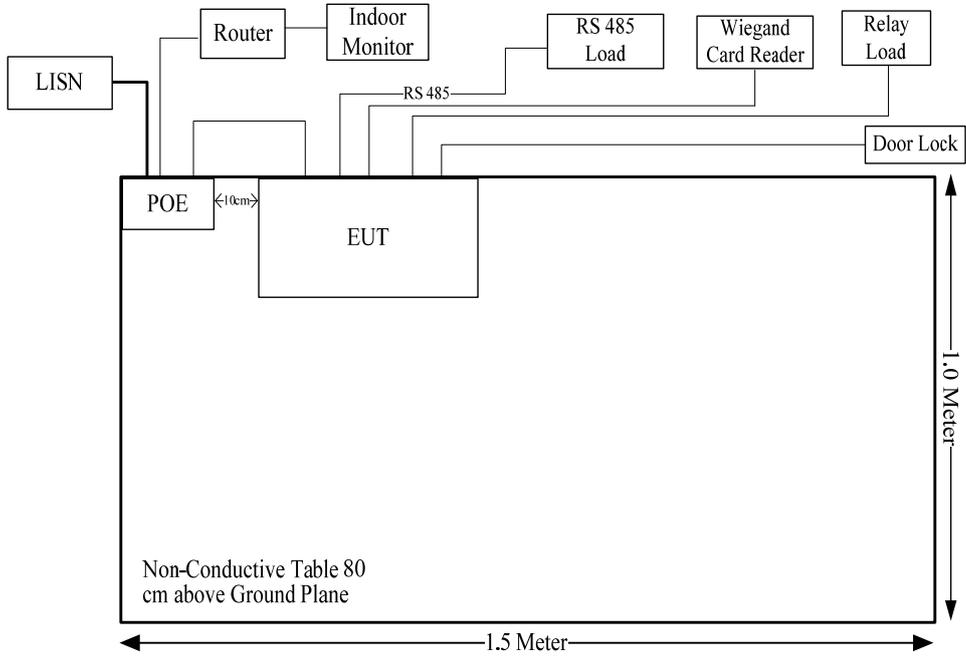 Indoor
Monitor
Router
RS 485
Load
Wiegand
Card Reader
Relay
Load
LISN
RS 485
Door Lock
POE
10cm
EUT
1.0 Meter
Non-Conductive Table 80
cm above Ground Plane
1.5 Meter